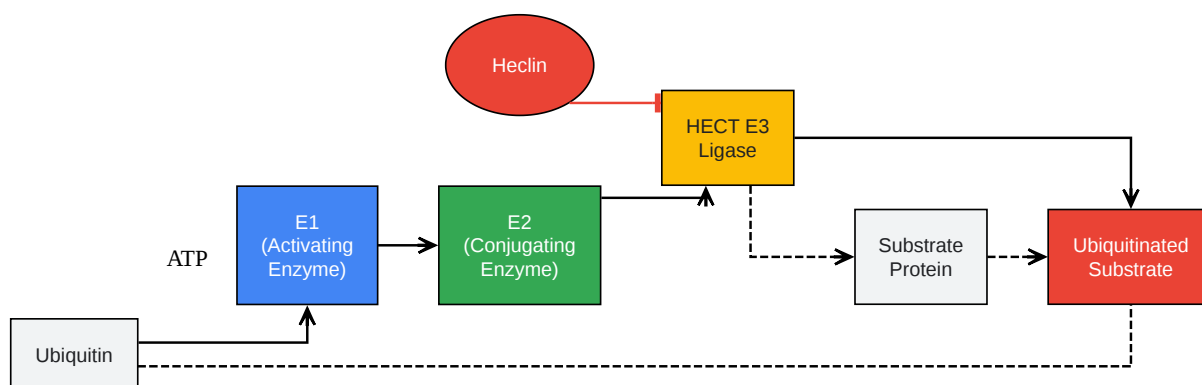 Heclin
HECT E3
Ligase
E1
(Activating
Enzyme)
E2
(Conjugating
Enzyme)
ATP
Substrate
Protein
Ubiquitinated
Substrate
Ubiquitin